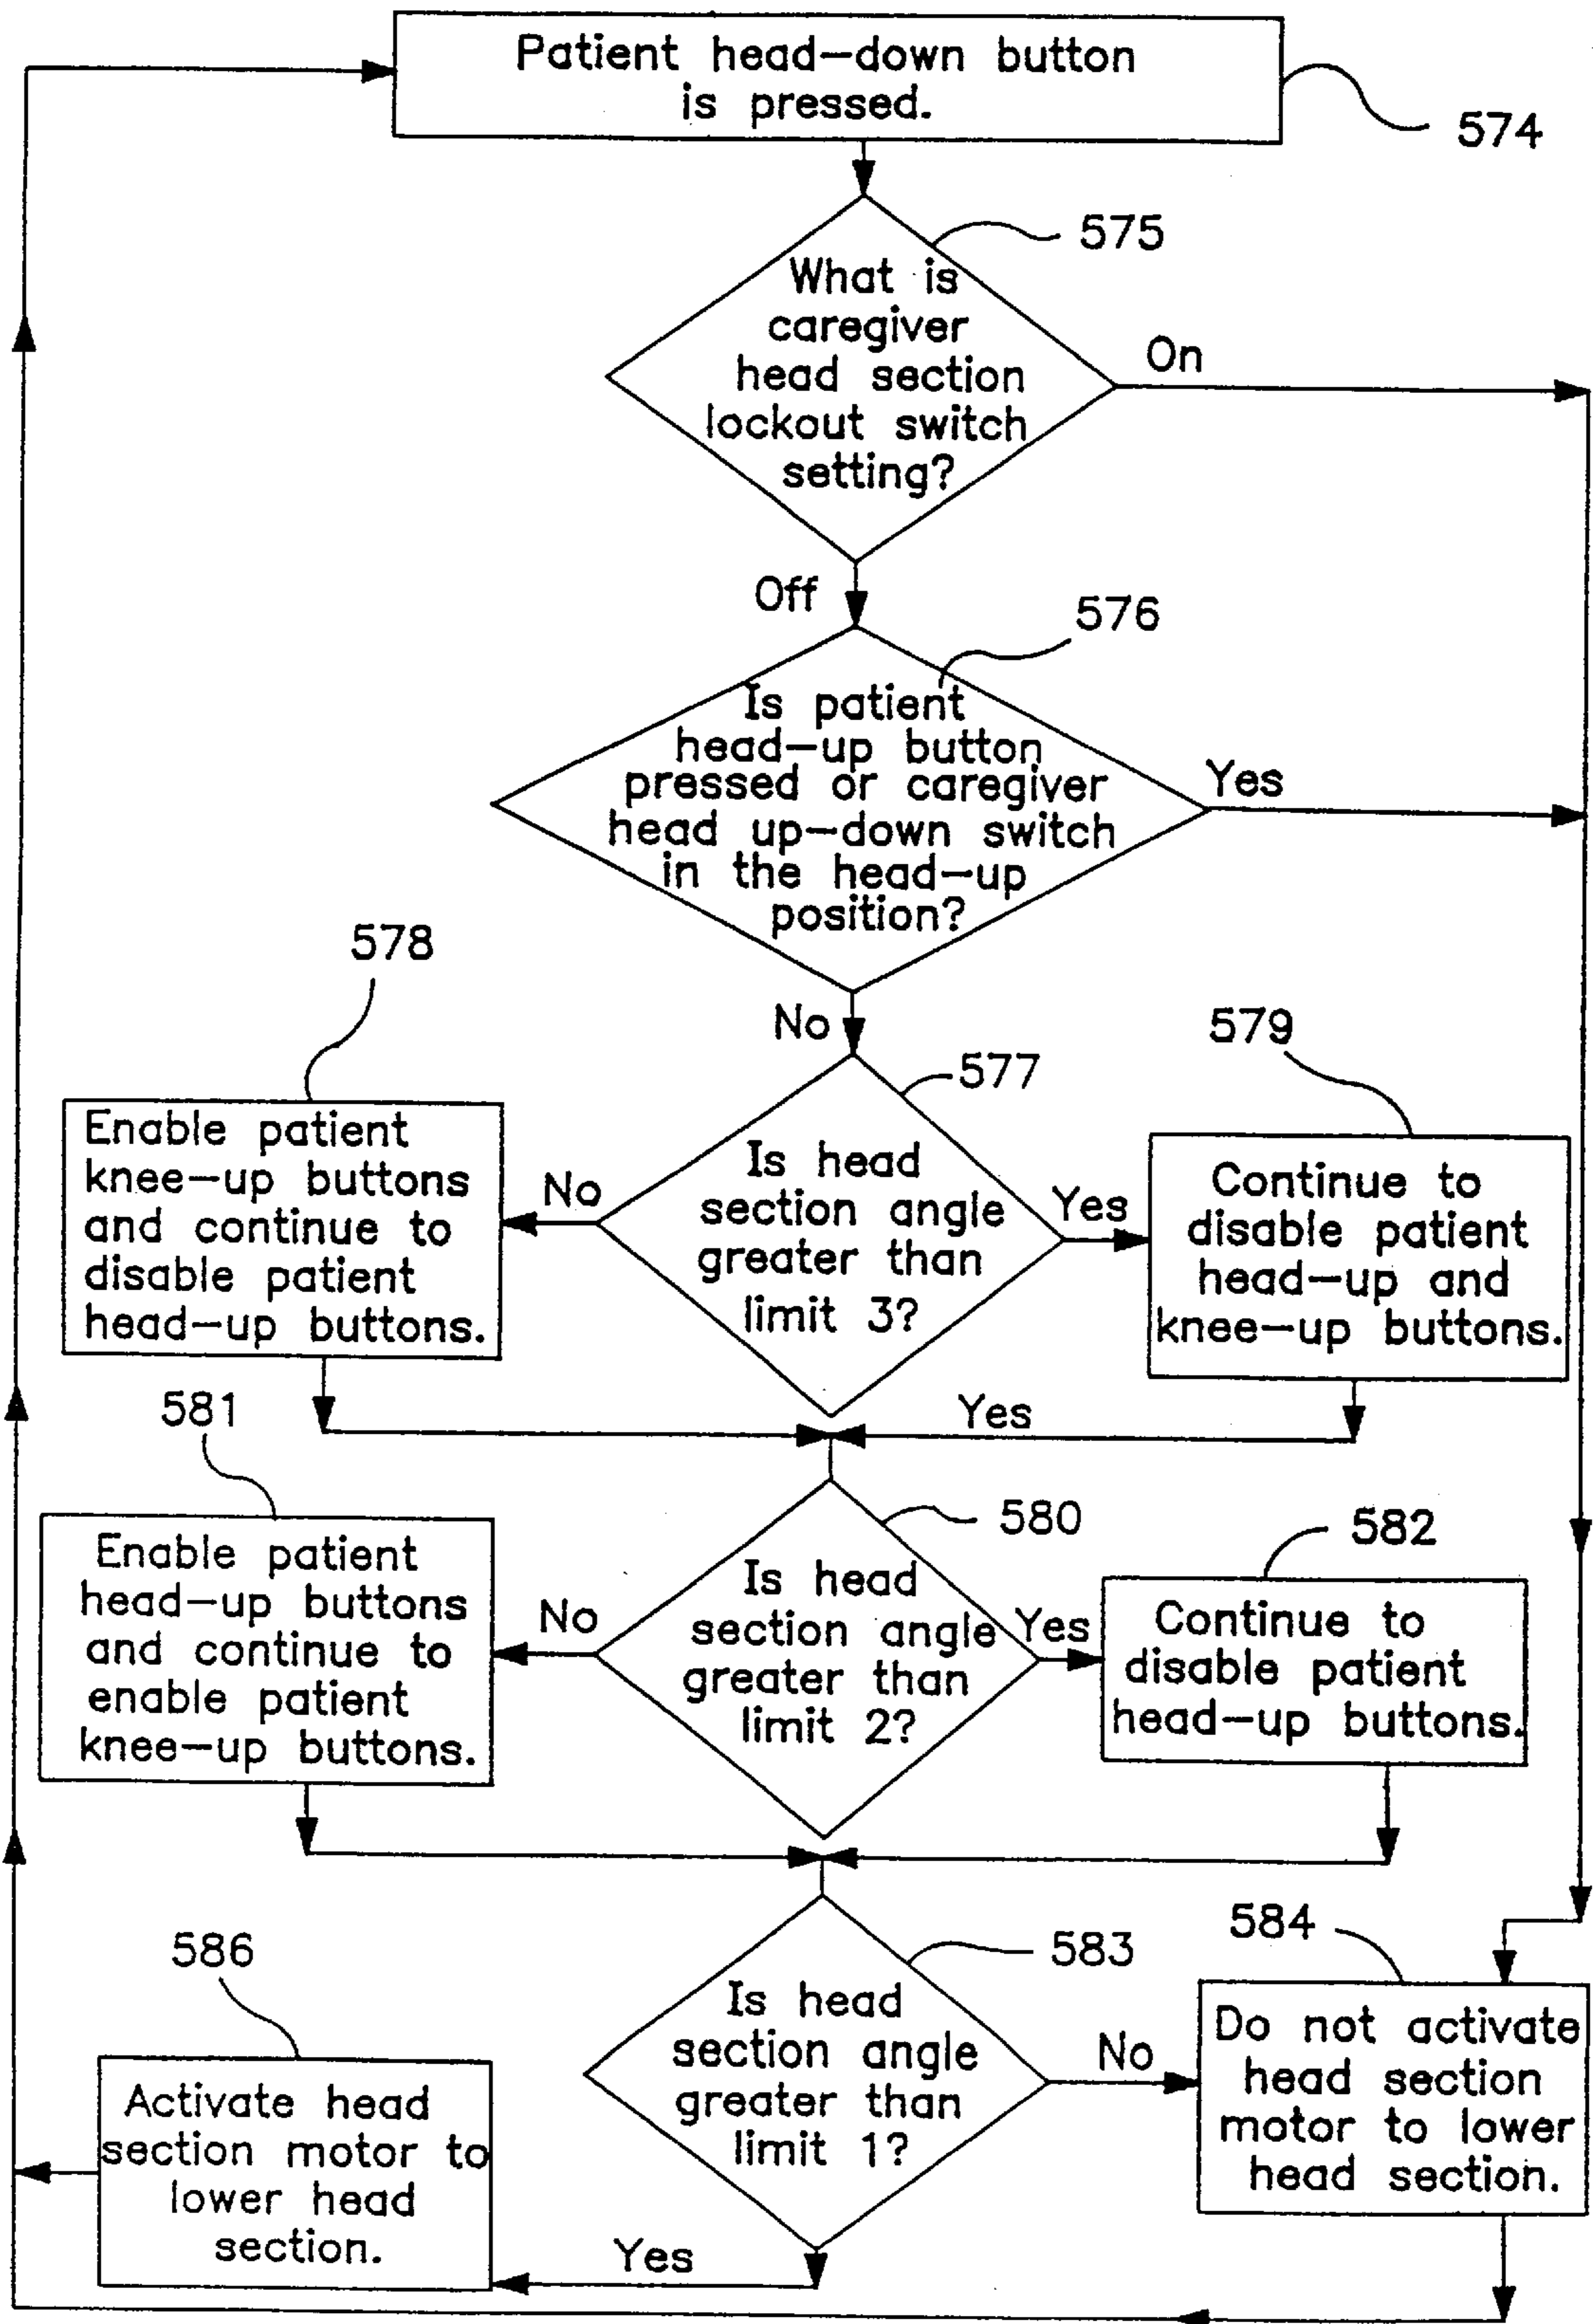 Patient head-down button
is pressed.
574
575
What is
caregiver
head section
lockout switch
setting?
On
Off
576
Is patient
head-up button
pressed or caregiver
head up-down switch
in the head-up
position?
Yes
No
578
579
577
Enable patient
knee-up buttons
and continue to
disable patient
head-up buttons.
No
Is head
section angle
greater than
limit 3?
Yes
Continue to
disable patient
head-up and
knee-up buttons.
Yes
581
580
582
Enable patient
head-up buttons
and continue to
enable patient
knee-up buttons.
No
Is head
section angle
greater than
limit 2?
Yes
Continue to
disable patient
head-up buttons.
586
583
584
Activate head
section motor to
lower head
section.
Is head
section angle
greater than
limit 1?
No
Yes
Do not activate
head section
motor to lower
head section.